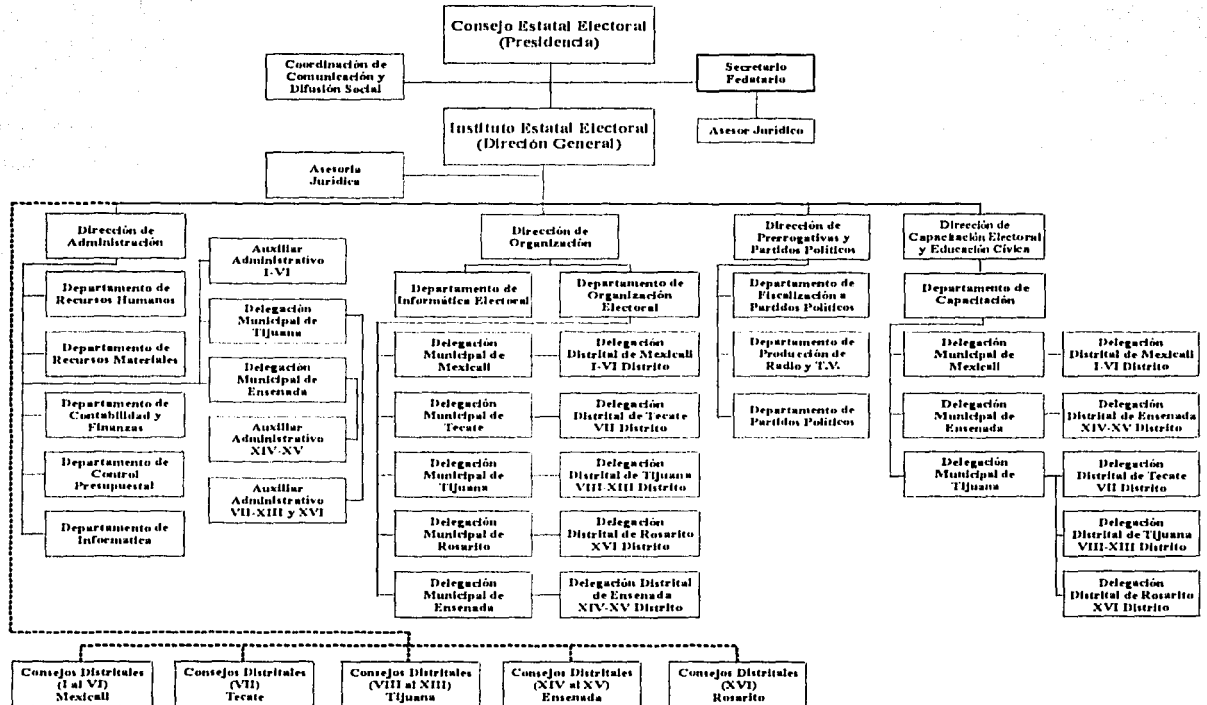 Consejo Estatal Electoral
(Presidencia)
Coordinación de
Comunicación y
Difusión Social
Secretario
Fedatario
Instituto Estatal Electoral
(Direción General)
Asesor Jurídico
Asesoría
Jurídica
Dirección de
Administración
Departamento de
Recursos Humanos
Departamento de
Recursos Materiales
Departamento de
Contabilidad y
Finanzas
Departamento de
Control
Presupuestal
Departamento de
Informatica
Auxiliar
Administrativo
I-VI
Delegación
Municipal de
Tijuana
Delegación
Municipal de
Ensenada
Auxiliar
Administrativo
XIV-XV
Auxiliar
Administrativo
VII-XIII y XVI
Dirección de
Organización
Departamento de
Informática Electoral
Departamento de
Organización
Electoral
Delegación
Municipal de
Mexicali
Delegación
Distrital de Mexicali
I-VI Distrito
Delegación
Municipal de
Tecate
Delegación
Distrital de Tecate
VII Distrito
Delegación
Municipal de
Tijuana
Delegación
Distrital de Tijuana
VIII-XIII Distrito
Delegación
Municipal de
Rosarito
Delegación
Distrital de Rosarito
XVI Distrito
Delegación
Municipal de
Ensenada
Delegación Distrital
de Ensenada
XIV-XV Distrito
Dirección de
Prerrogativas y
Partidos Políticos
Departamento de
Fiscalización a
Partidos Políticos
Departamento de
Producción de
Radio y T.V.
Departamento de
Partidos Políticos
Dirección de
Capacitación Electoral
y Educación Cívica
Departamento de
Capacitación
Delegación
Municipal de
Mexicali
Delegación
Distrital de Mexicali
I-VI Distrito
Delegación
Municipal de
Ensenada
Delegación
Distrital de Ensenada
XIV-XV Distrito
Delegación
Municipal de
Tijuana
Delegación
Distrital de Tecate
VII Distrito
Delegación
Distrital de Tijuana
VIII-XIII Distrito
Delegación
Distrital de Rosarito
XVI Distrito
Consejos Distritales
(I al VI)
Mexicali
Consejos Distritales
(VII)
Tecate
Consejos Distritales
(VIII al XIII)
Tijuana
Consejos Distritales
(XIV al XV)
Ensenada
Consejos Distritales
(XVI)
Rosarito